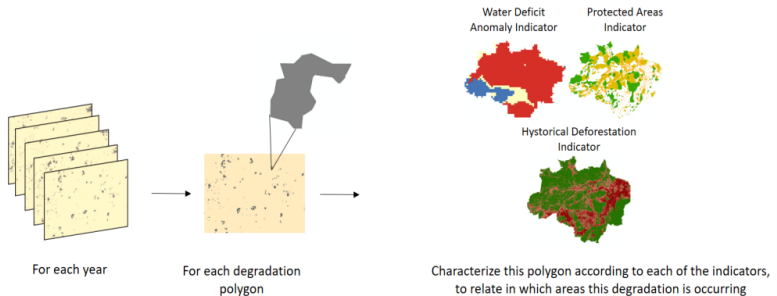 Water Deficit
Anomaly Indicator
Protected Areas
Indicator
Hystorical Deforestation
Indicator
For each year
For each degradation
polygon
Characterize this polygon according to each of the indicators,
to relate in which areas this degradation is occurring